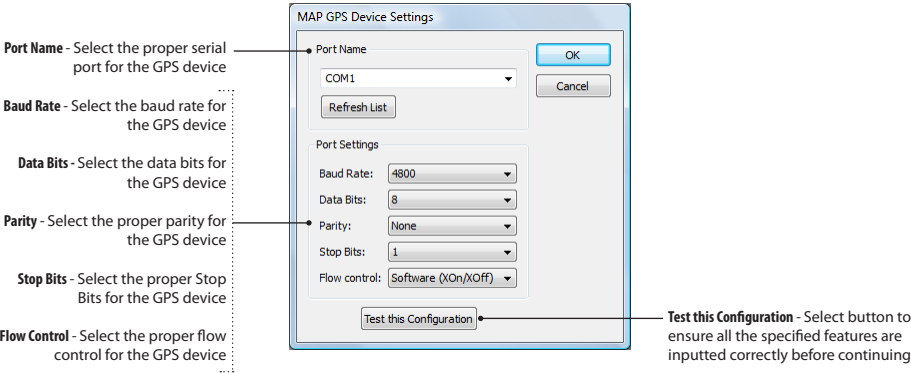 MAP GPS Device Settings
Port Name - Select the proper serial
port for the GPS device
Baud Rate - Select the baud rate for
the GPS device
Data Bits - Select the data bits for
the GPS device
Parity - Select the proper parity for
the GPS device
Stop Bits - Select the proper Stop
Bits for the GPS device
Flow Control - Select the proper flow
control for the GPS device
Port Name
COM1
Refresh List
OK
Cancel
Port Settings
Baud Rate: 4800
Data Bits: 8
Parity: None
Stop Bits: 1
Flow control: Software (XOn/XOff)
Test this Configuration
Test this Configuration - Select button to
ensure all the specified features are
inputted correctly before continuing